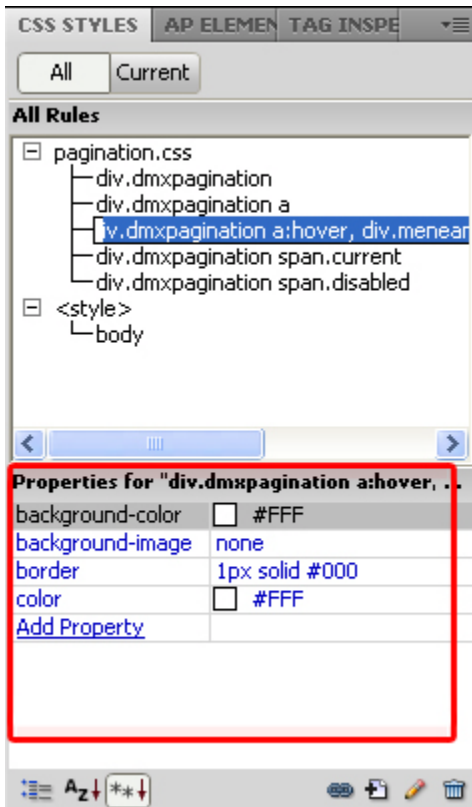 CSS STYLES AP ELEMEN TAG INSPE
All Current
All Rules
pagination.css
div.dmxpagination
div.dmxpagination a
iv.dmxpagination a:hover, div.menear
div.dmxpagination span.current
div.dmxpagination span.disabled
<style>
body
Properties for "div.dmxpagination a:hover, ...
background-color #FFF
background-image none
border 1px solid #000
color #FFF
Add Property